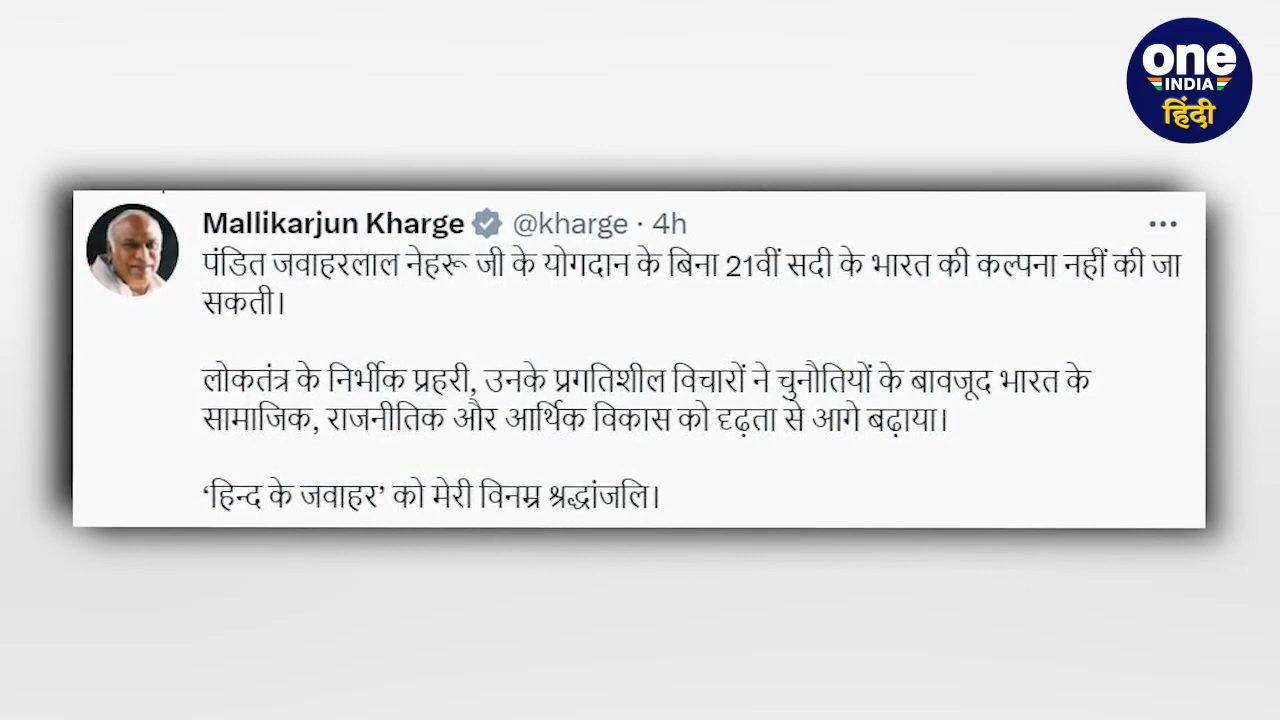 one
INDIA
हिंदी
Mallikarjun Kharge @kharge · 4h
पंडित जवाहरलाल नेहरू जी के योगदान के बिना 21वीं सदी के भारत की कल्पना नहीं की जा
सकती।
लोकतंत्र के निर्भीक प्रहरी, उनके प्रगतिशील विचारों ने चुनौतियों के बावजूद भारत के
सामाजिक, राजनीतिक और आर्थिक विकास को दृढ़ता से आगे बढ़ाया।
‘हिन्द के जवाहर’ को मेरी विनम्र श्रद्धांजलि।